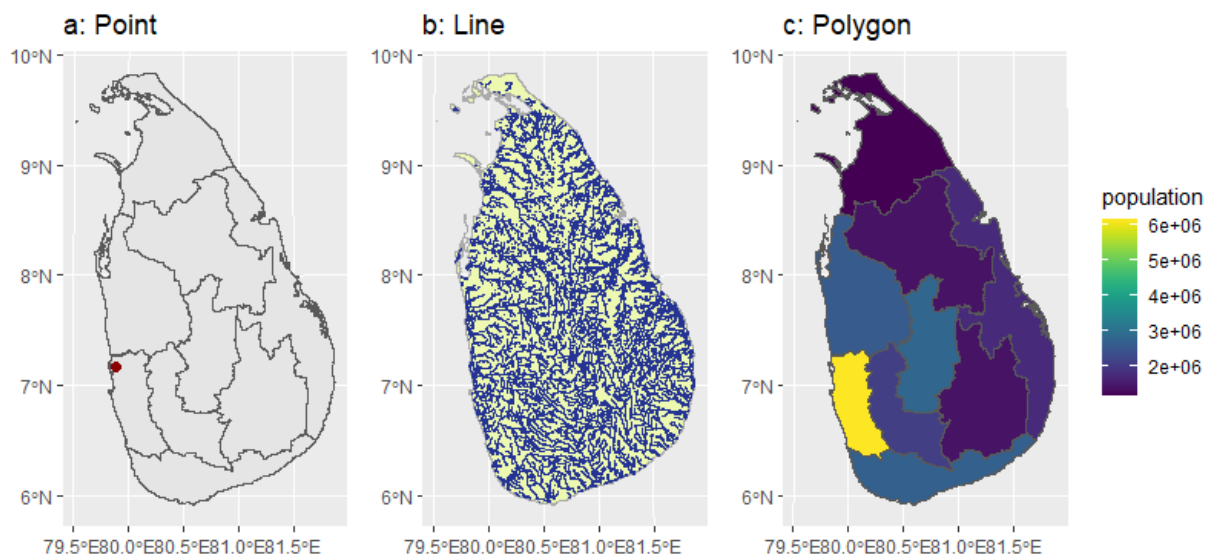 a: Point
b: Line
c: Polygon
10°N
9°N
8°N
7°N
6°N
79.5°E80.0°E80.5°E81.0°E81.5°E
10°N
9°N
8°N
7°N
6°N
79.5°E80.0°E80.5°E81.0°E81.5°E
10°N
9°N
8°N
7°N
6°N
79.5°E80.0°E80.5°E81.0°E81.5°E
population
6e+06
5e+06
4e+06
3e+06
2e+06